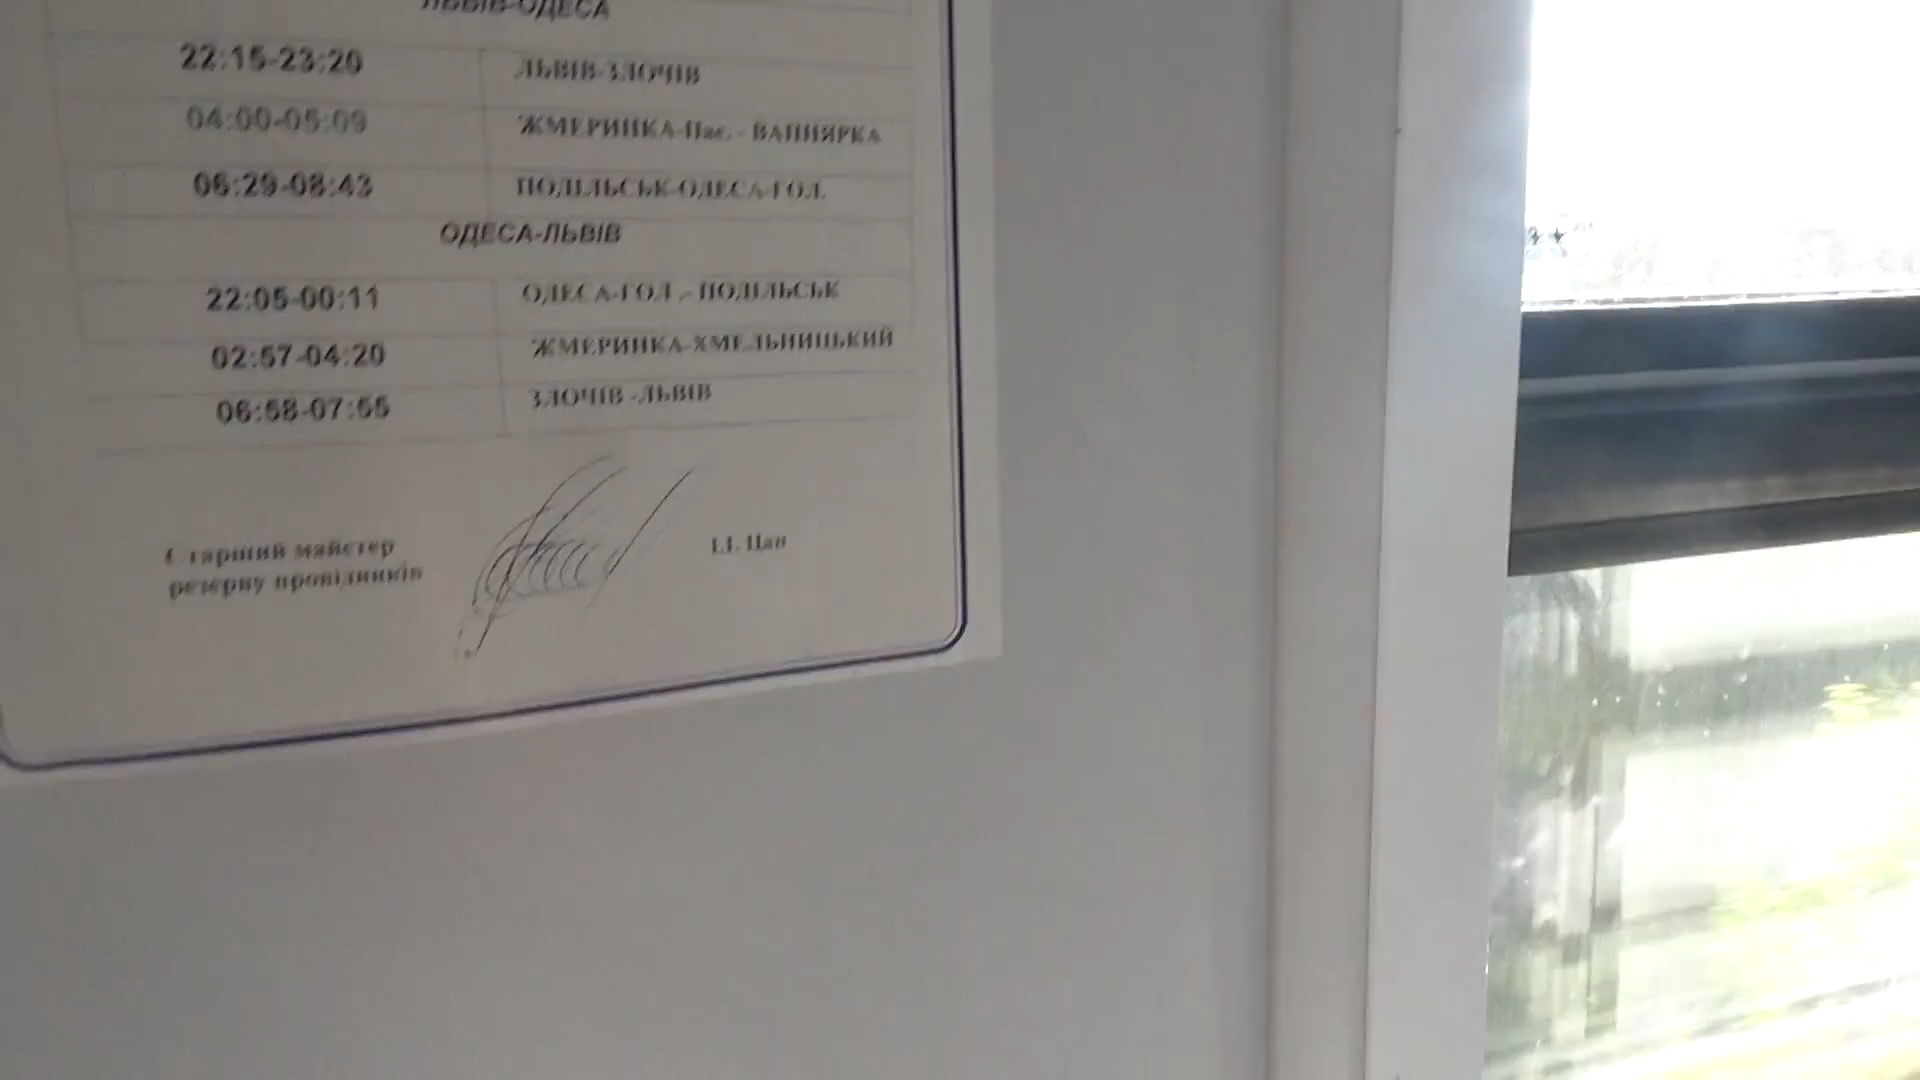 ЛЬВІВ-ОДЕСА
22:15-23:20 ЛЬВІВ-ЗЛОЧІВ
04:00-05:09 ЖМЕРИНКА-Пас. - ВАПНЯРКА
06:29-08:43 ПОДІЛЬСЬК-ОДЕСА-ГОЛ.
ОДЕСА-ЛЬВІВ
22:05-00:11 ОДЕСА-ГОЛ. - ПОДІЛЬСЬК
02:57-04:20 ЖМЕРИНКА-ХМЕЛЬНИЦЬКИЙ
06:58-07:55 ЗЛОЧІВ -ЛЬВІВ
Старший майстер
резерву провідників
І.І. Цап